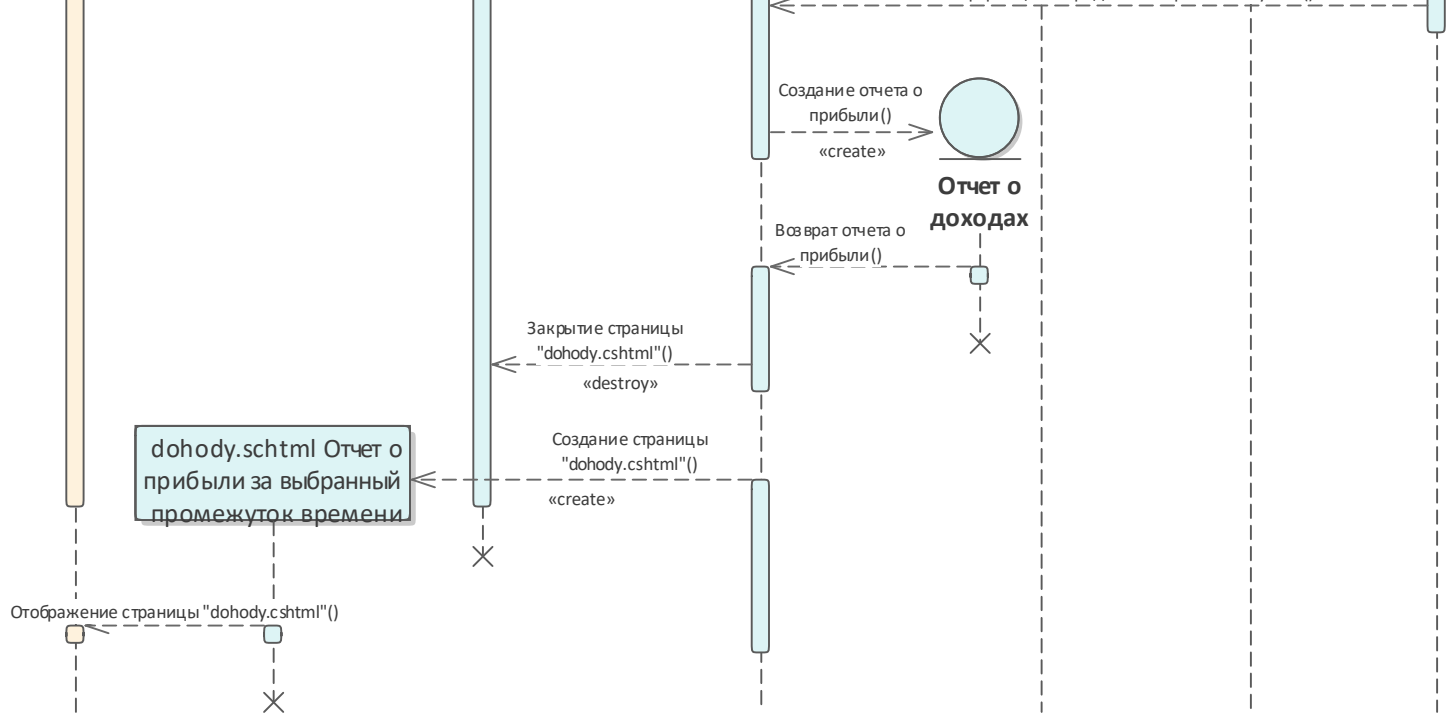 Создание отчета о
прибыли()
«create»
Отчет о
доходах
Возврат отчета о
прибыли()
Закрытие страницы
"dohody.cshtml"()
«destroy»
Создание страницы
"dohody.cshtml"()
«create»
dohody.schtml Отчет о
прибыли за выбранный
промежуток времени
Отображение страницы "dohody.cshtml"()